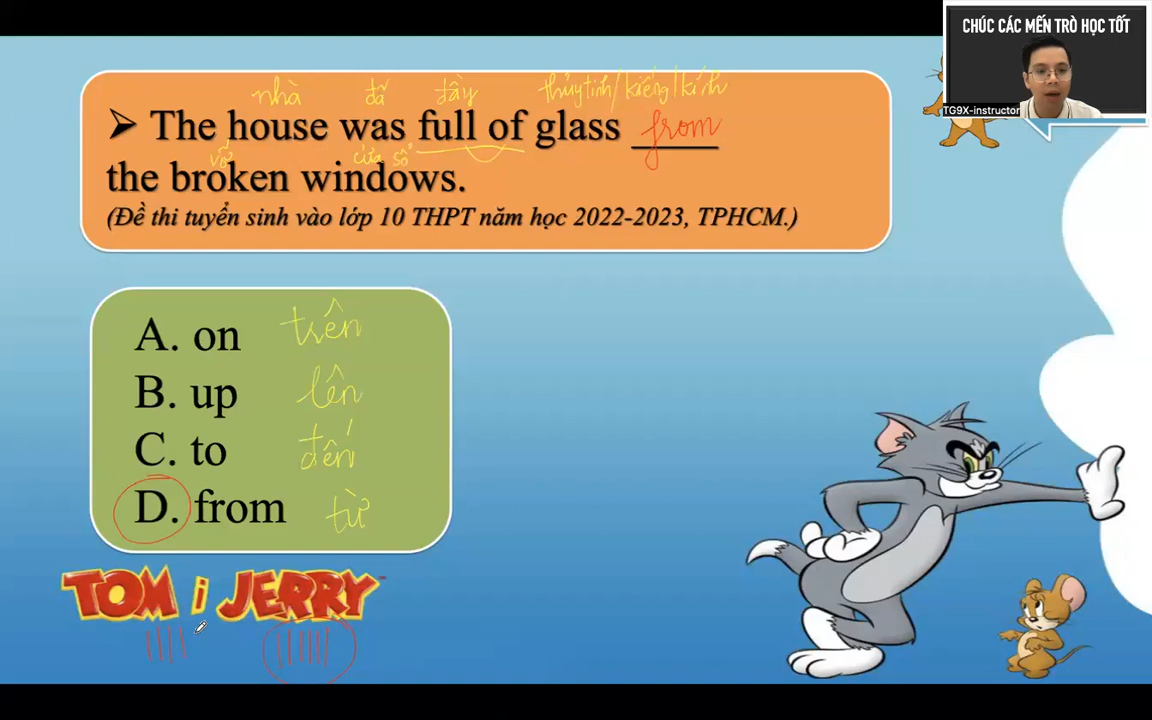 CHÚC CÁC MẾN TRÒ HỌC TỐT
TG9X-instructor
nhà đã đầy thủy tinh/kiếng/kính
➤ The house was full of glass from
vỡ cửa sổ
the broken windows.
(Đề thi tuyển sinh vào lớp 10 THPT năm học 2022-2023, TPHCM.)
A. on trên
B. up lên
C. to đến
D. from từ
TOM i JERRY